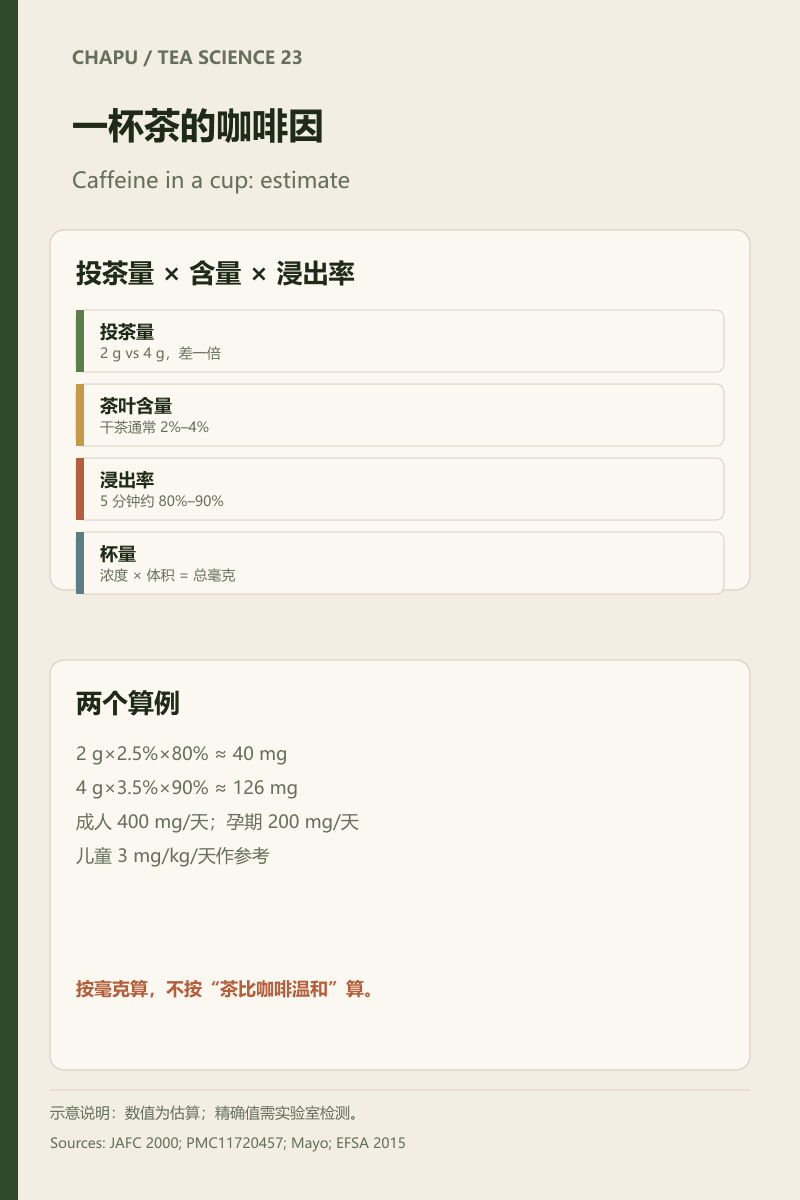 CHAPU / TEA SCIENCE 23
一杯茶的咖啡因
Caffeine in a cup: estimate
投茶量 × 含量 × 浸出率
投茶量
2 g vs 4 g，差一倍
茶叶含量
干茶通常 2%–4%
浸出率
5 分钟约 80%–90%
杯量
浓度 × 体积 = 总毫克
两个算例
2 g×2.5%×80% ≈ 40 mg
4 g×3.5%×90% ≈ 126 mg
成人 400 mg/天；孕期 200 mg/天
儿童 3 mg/kg/天作参考
按毫克算，不按“茶比咖啡温和”算。
示意说明：数值为估算；精确值需实验室检测。
Sources: JAFC 2000; PMC11720457; Mayo; EFSA 2015